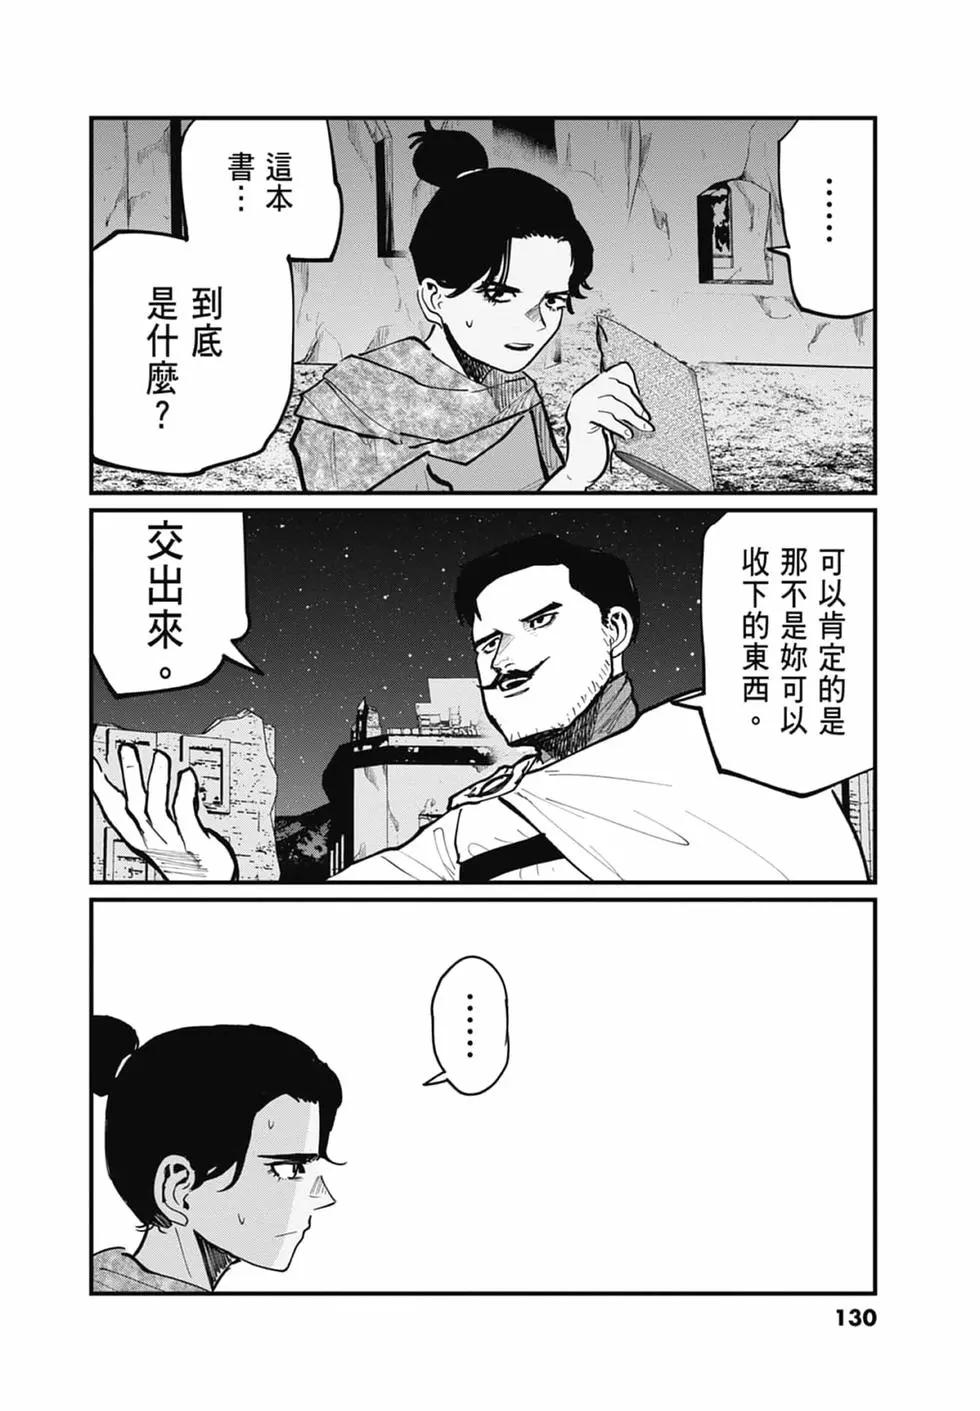 ……
這本
書…
到底
是什麼？
可以肯定的是
那不是妳可以
收下的東西。
交出來。
……
130